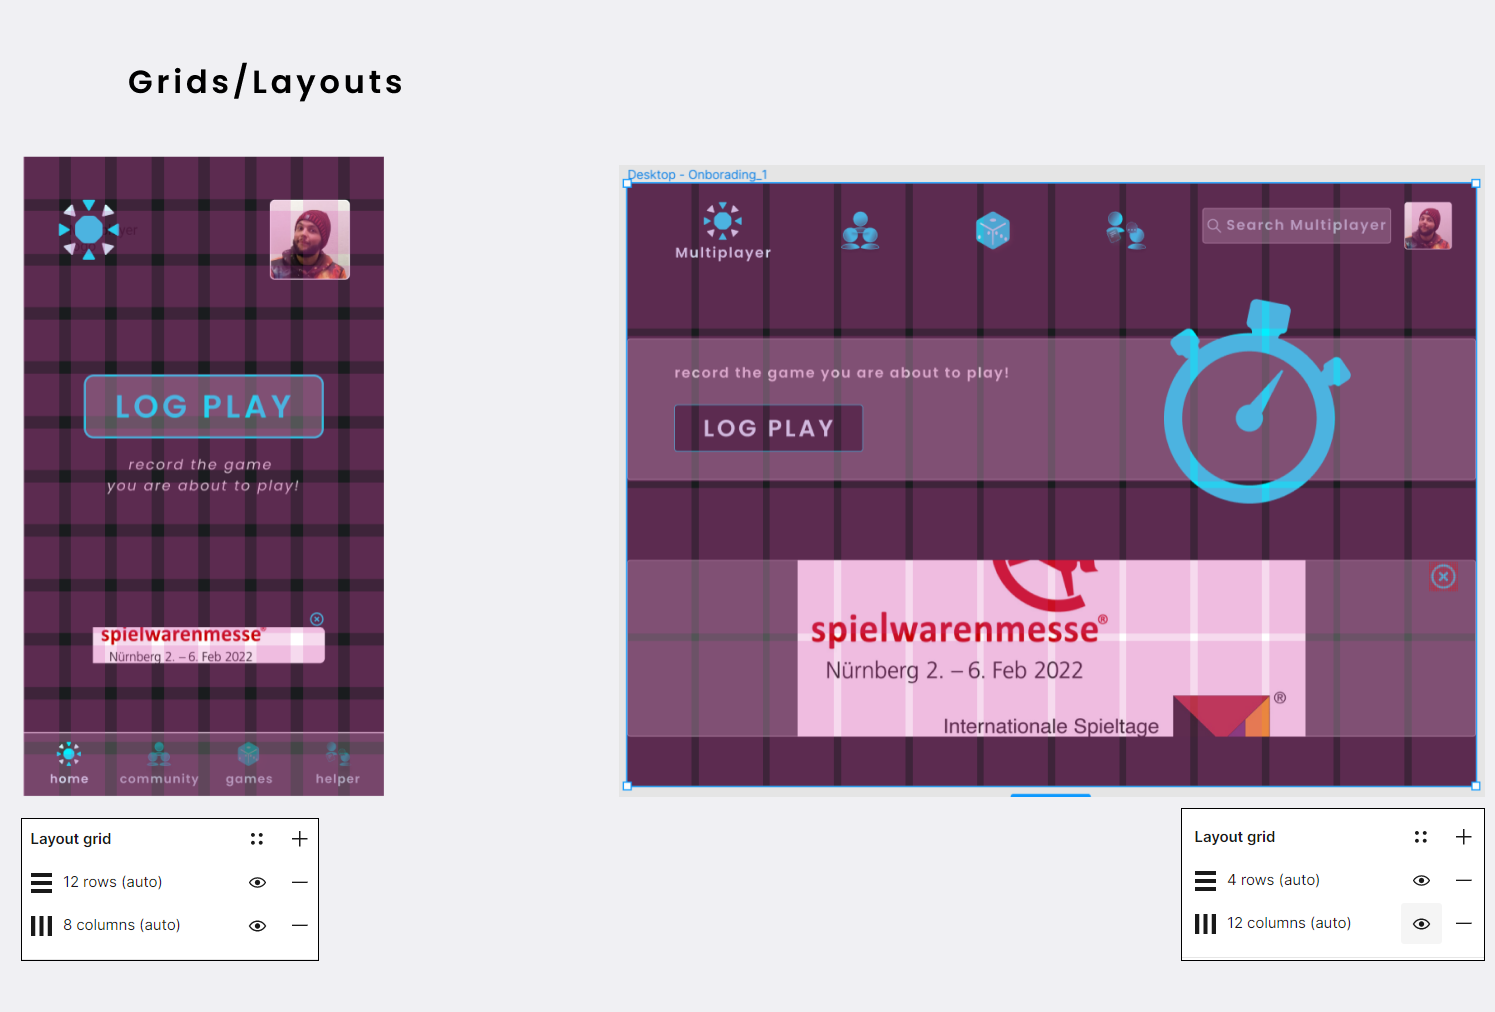 Grids/Layouts
LOG PLAY
record the game
you are about to play!
spielwarenmesse®
Nürnberg 2. – 6. Feb 2022
home community games helper
Layout grid
12 rows (auto)
8 columns (auto)
Desktop - Onborading_1
Multiplayer
Search Multiplayer
record the game you are about to play!
LOG PLAY
spielwarenmesse®
Nürnberg 2. – 6. Feb 2022
®
Internationale Spieltage
Layout grid
4 rows (auto)
12 columns (auto)